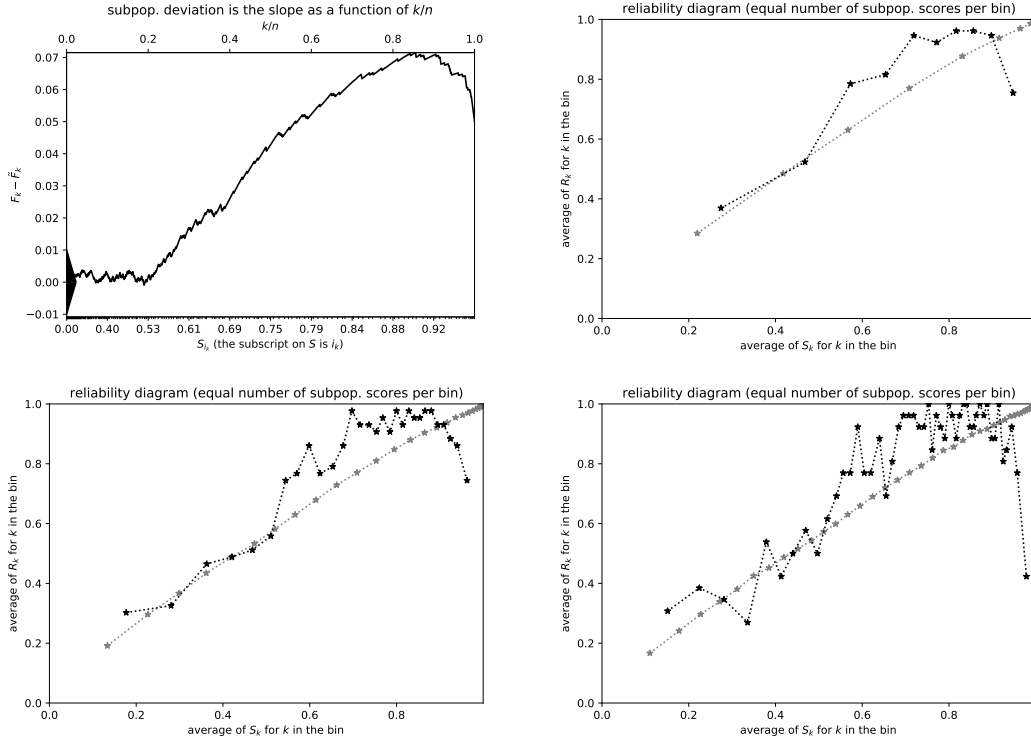 subpop. deviation is the slope as a function of k/n
k/n
0.0 0.2 0.4 0.6 0.8 1.0
0.07
0.06
0.05
0.04
0.03
0.02
0.01
0.00
−0.01
F_k − F̃_k
0.00 0.40 0.53 0.61 0.69 0.75 0.79 0.84 0.88 0.92
S_{i_k} (the subscript on S is i_k)
reliability diagram (equal number of subpop. scores per bin)
1.0
0.8
0.6
0.4
0.2
0.0
average of R_k for k in the bin
0.0 0.2 0.4 0.6 0.8
average of S_k for k in the bin
reliability diagram (equal number of subpop. scores per bin)
1.0
0.8
0.6
0.4
0.2
0.0
average of R_k for k in the bin
0.0 0.2 0.4 0.6 0.8
average of S_k for k in the bin
reliability diagram (equal number of subpop. scores per bin)
1.0
0.8
0.6
0.4
0.2
0.0
average of R_k for k in the bin
0.0 0.2 0.4 0.6 0.8
average of S_k for k in the bin